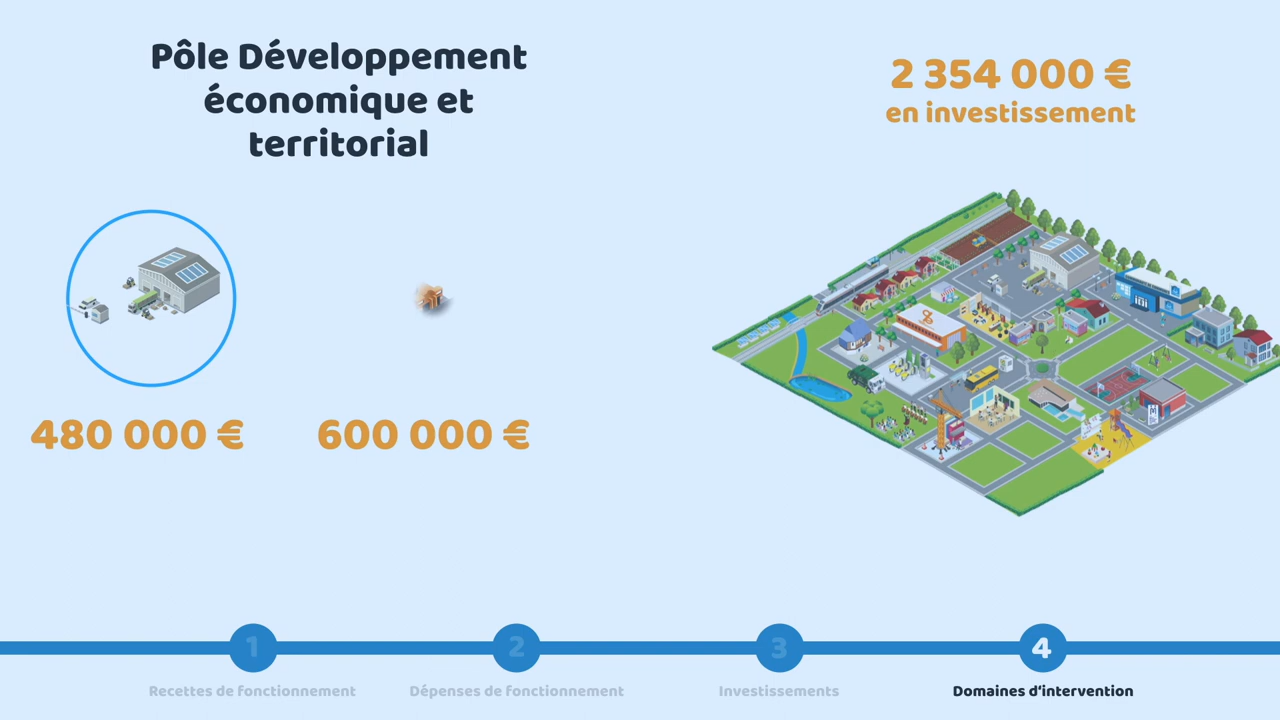 Pôle Développement
économique et
territorial
2 354 000 €
en investissement
480 000 €
600 000 €
1
2
3
4
Recettes de fonctionnement
Dépenses de fonctionnement
Investissements
Domaines d'intervention